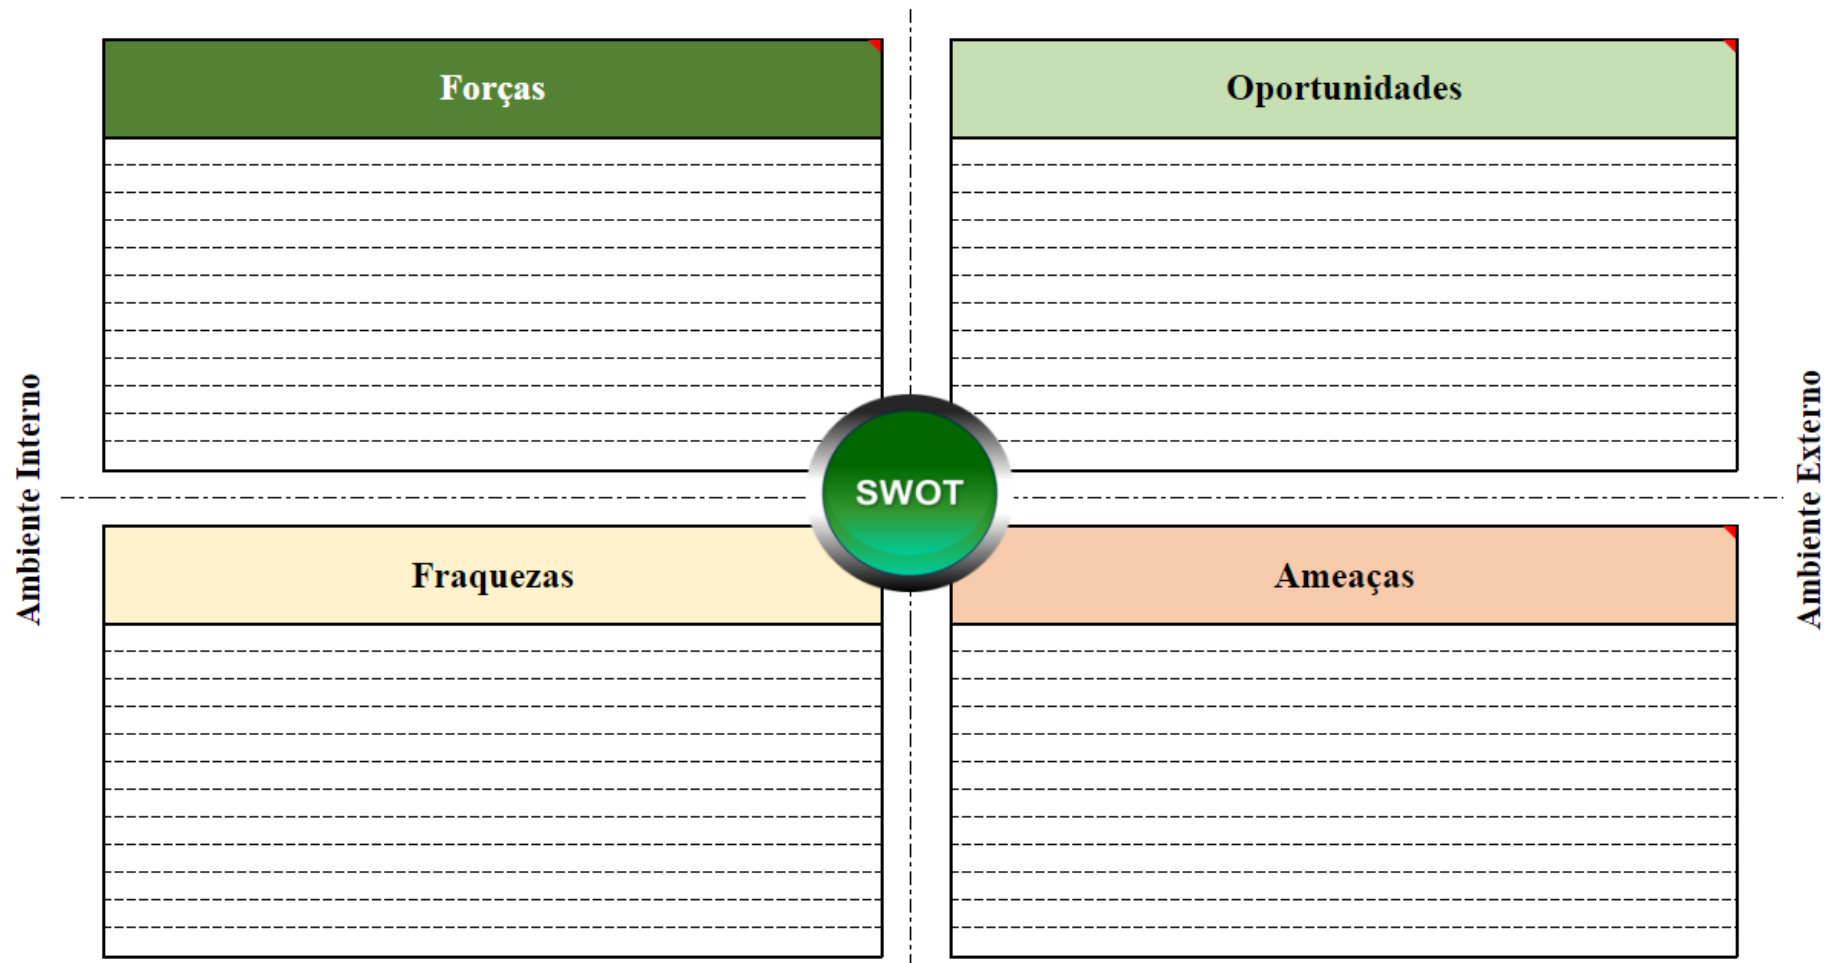 Forças
Oportunidades
Ambiente Interno
SWOT
Ambiente Externo
Fraquezas
Ameaças